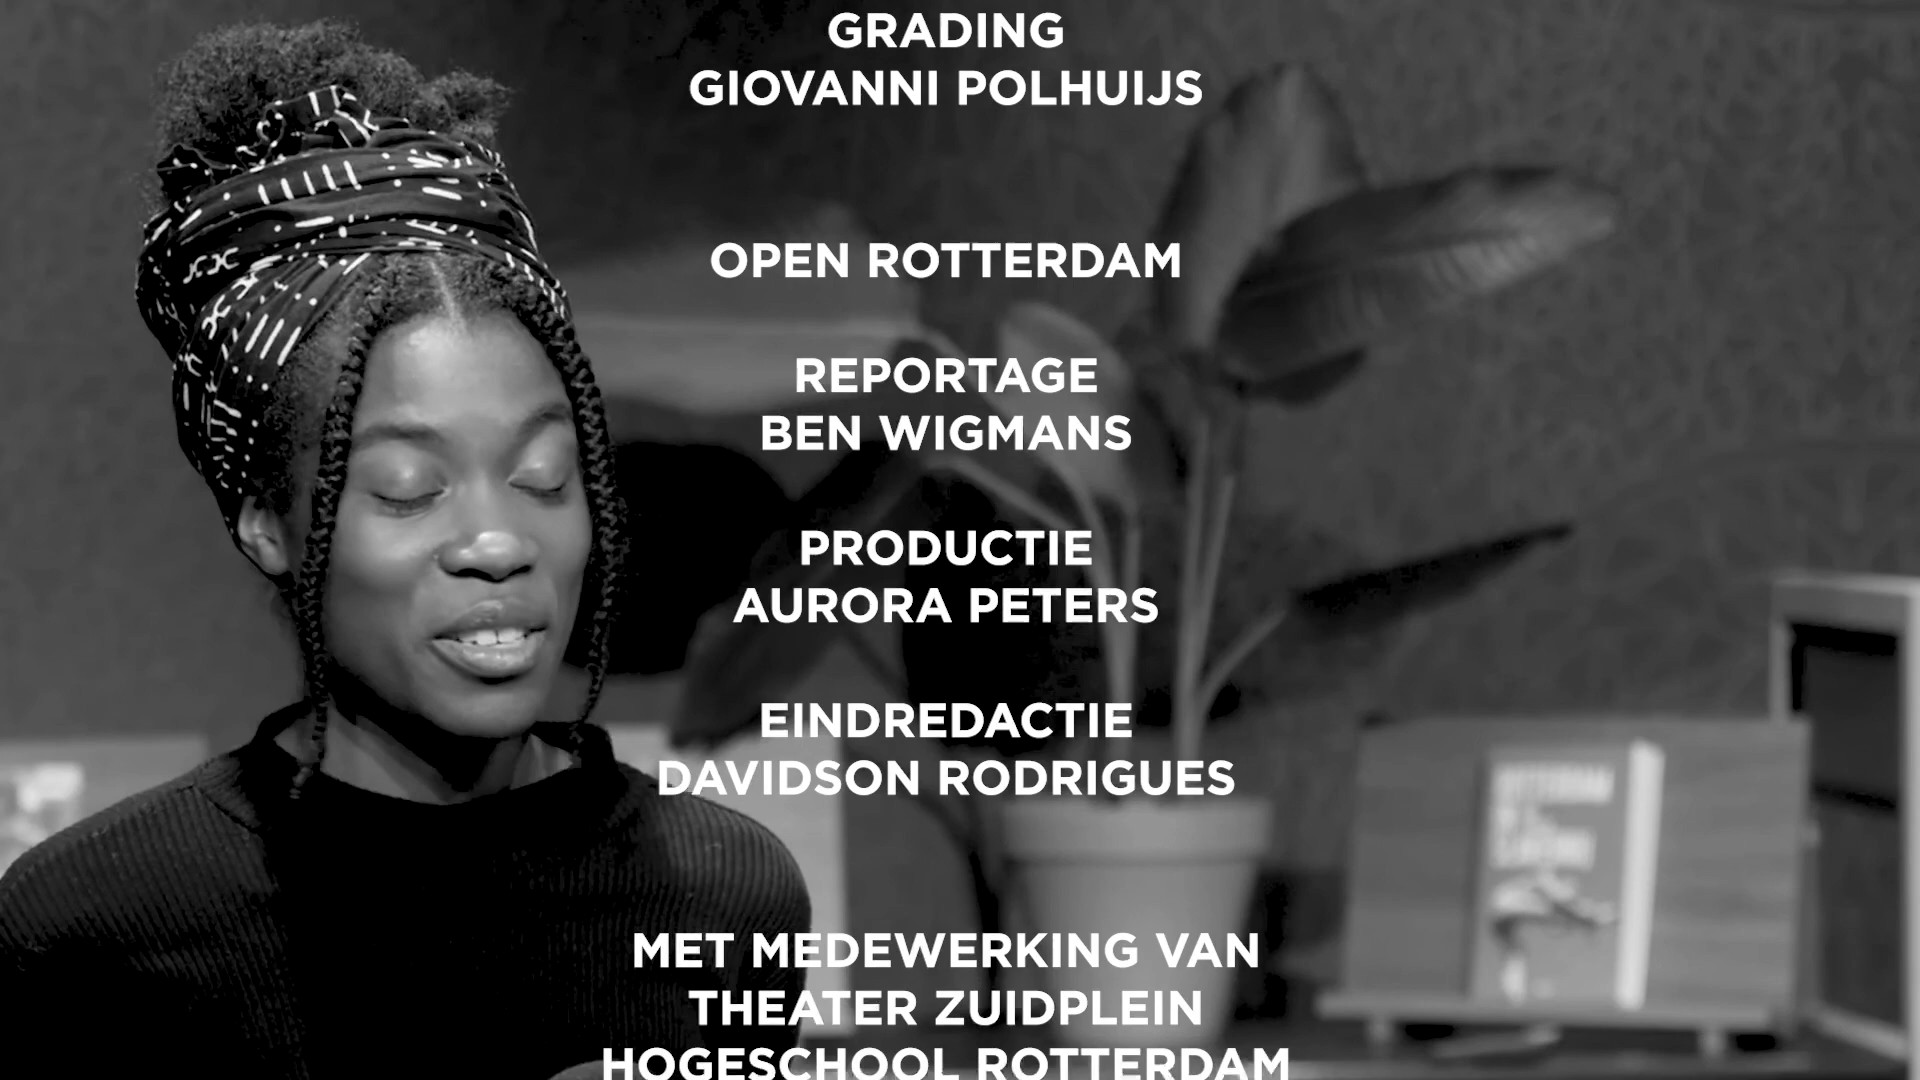 GRADING
GIOVANNI POLHUIJS
OPEN ROTTERDAM
REPORTAGE
BEN WIGMANS
PRODUCTIE
AURORA PETERS
EINDREDACTIE
DAVIDSON RODRIGUES
MET MEDEWERKING VAN
THEATER ZUIDPLEIN
HOGESCHOOL ROTTERDAM
ROTTERDAM